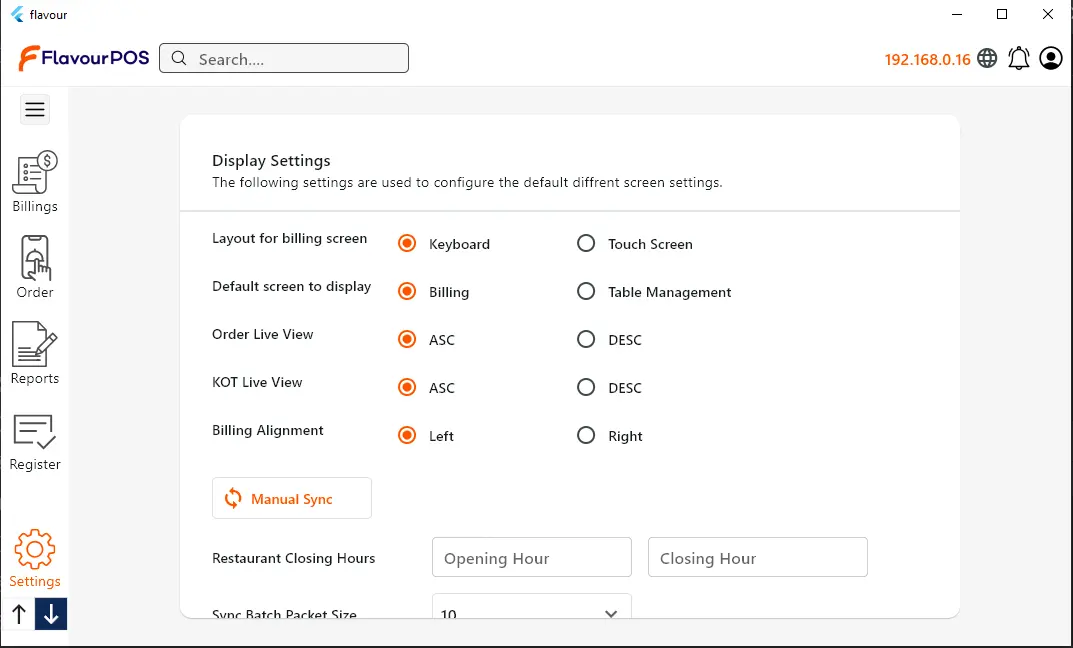 flavour
FlavourPOS
Search....
192.168.0.16
Billings
Order
Reports
Register
Settings
Display Settings
The following settings are used to configure the default diffrent screen settings.
Layout for billing screen Keyboard Touch Screen
Default screen to display Billing Table Management
Order Live View ASC DESC
KOT Live View ASC DESC
Billing Alignment Left Right
Manual Sync
Restaurant Closing Hours Opening Hour Closing Hour
Sync Batch Packet Size 10